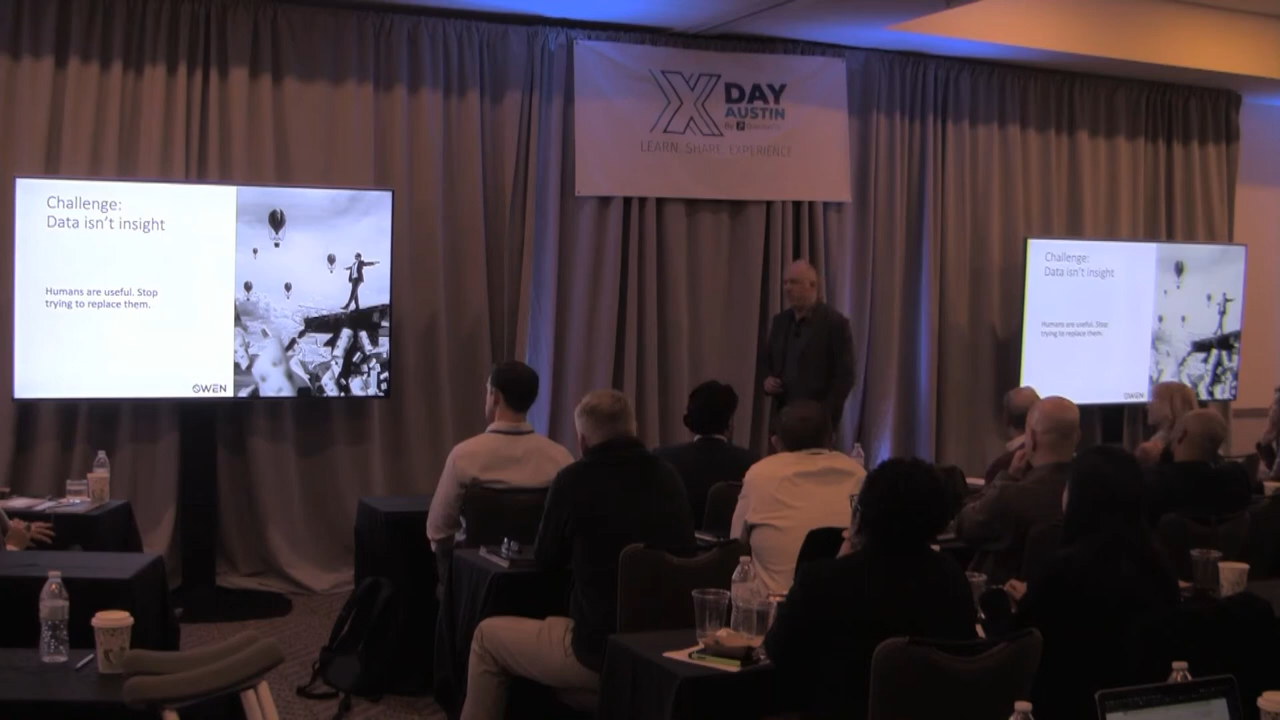 X DAY
AUSTIN
By
LEARN. SHARE. EXPERIENCE
Challenge:
Data isn't insight
Humans are useful. Stop
trying to replace them.
OWEN
Challenge:
Data isn't insight
Humans are useful. Stop
trying to replace them.
OWEN